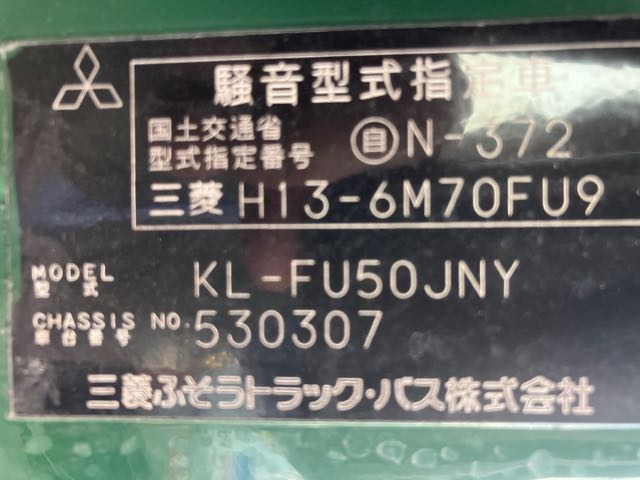 騒音型式指定車
国土交通省
型式指定番号
自 N-372
三菱 H13-6M70FU9
MODEL
型式
KL-FU50JNY
CHASSIS NO.
車台番号
530307
三菱ふそうトラック・バス株式会社